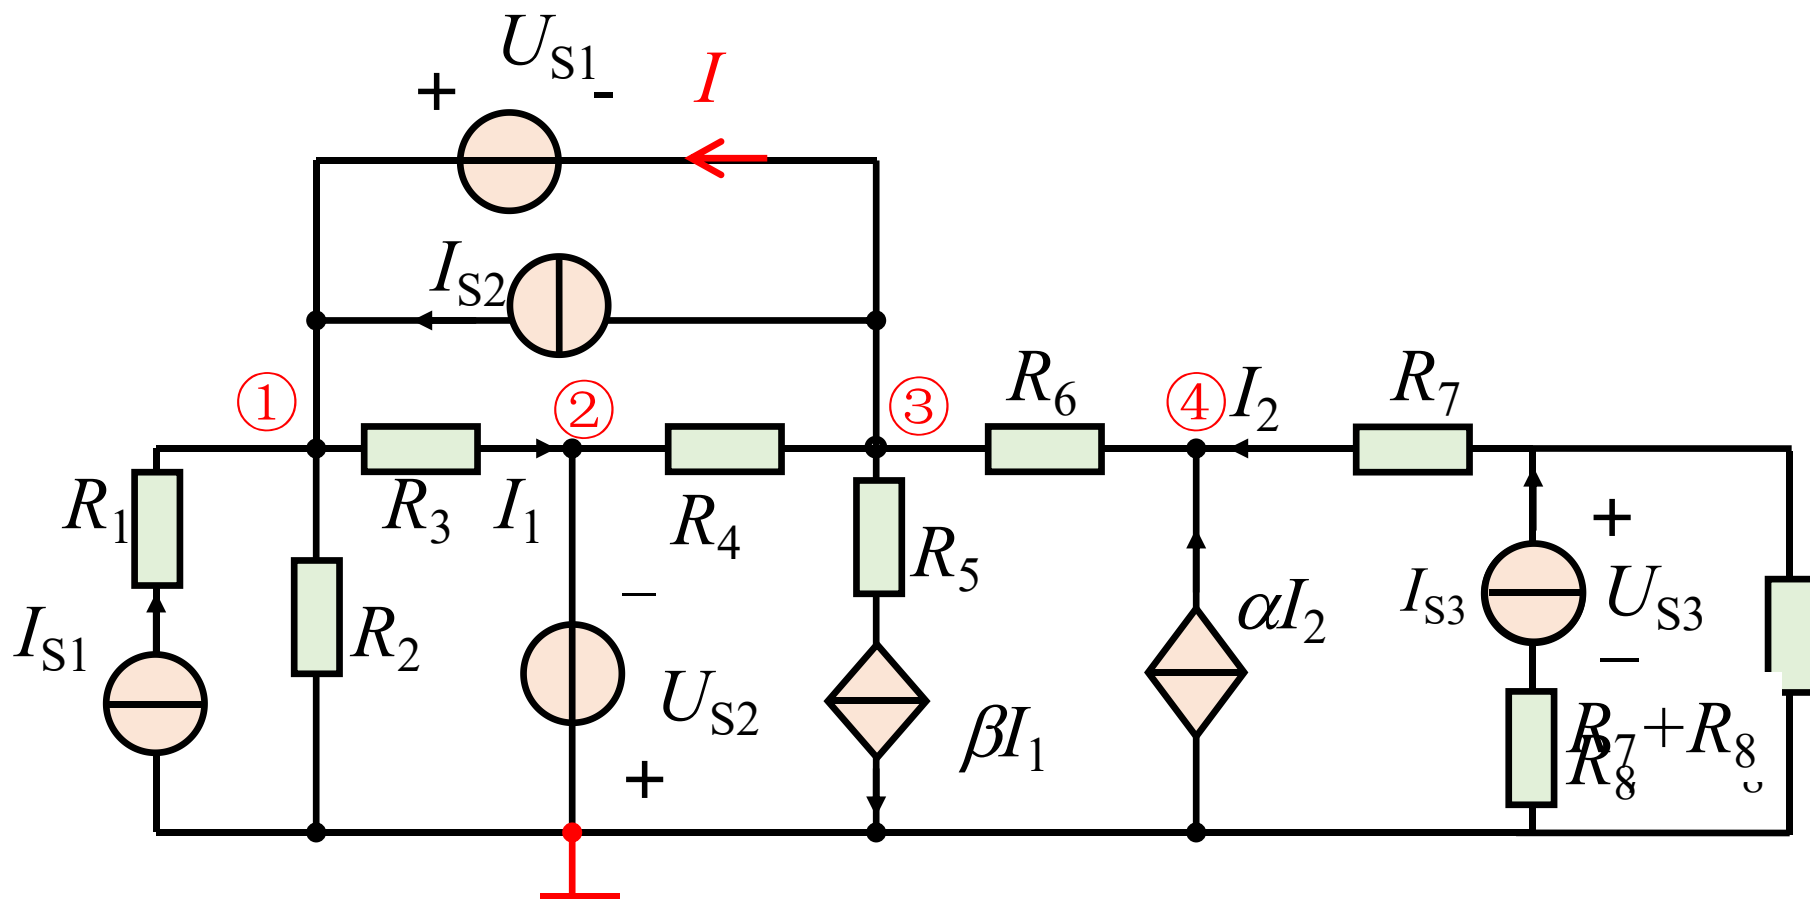 U_S1
+ -
I
I_S2
① ② ③ ④
R_6 I_2 R_7
R_1 R_3 I_1 R_4 R_5
+
−
I_S1 R_2 αI_2 I_S3 U_S3
−
U_S2 βI_1 R_7+R_8
R_8
+